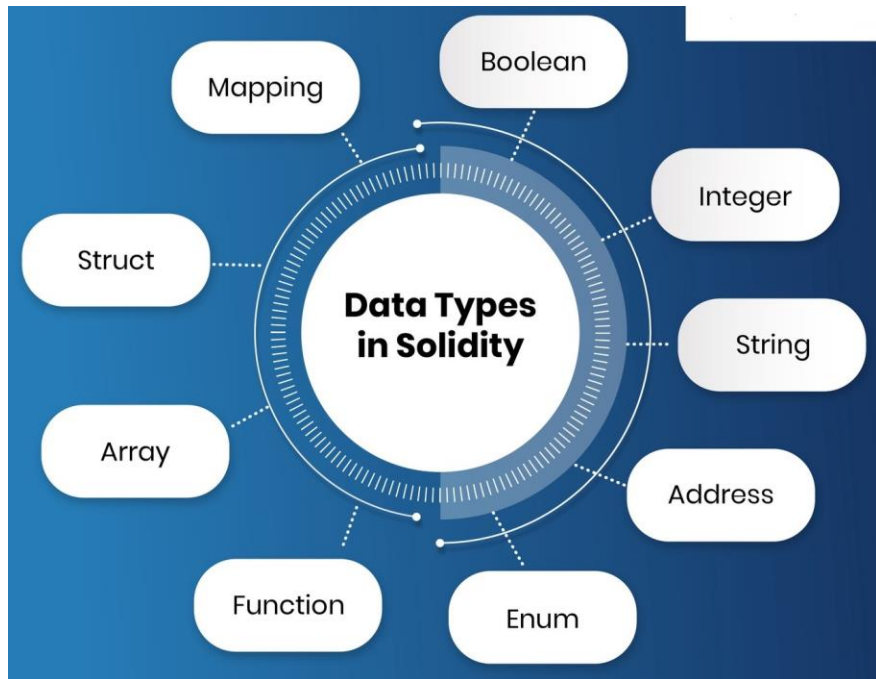 Data Types
in Solidity
Boolean
Integer
String
Address
Enum
Function
Array
Struct
Mapping